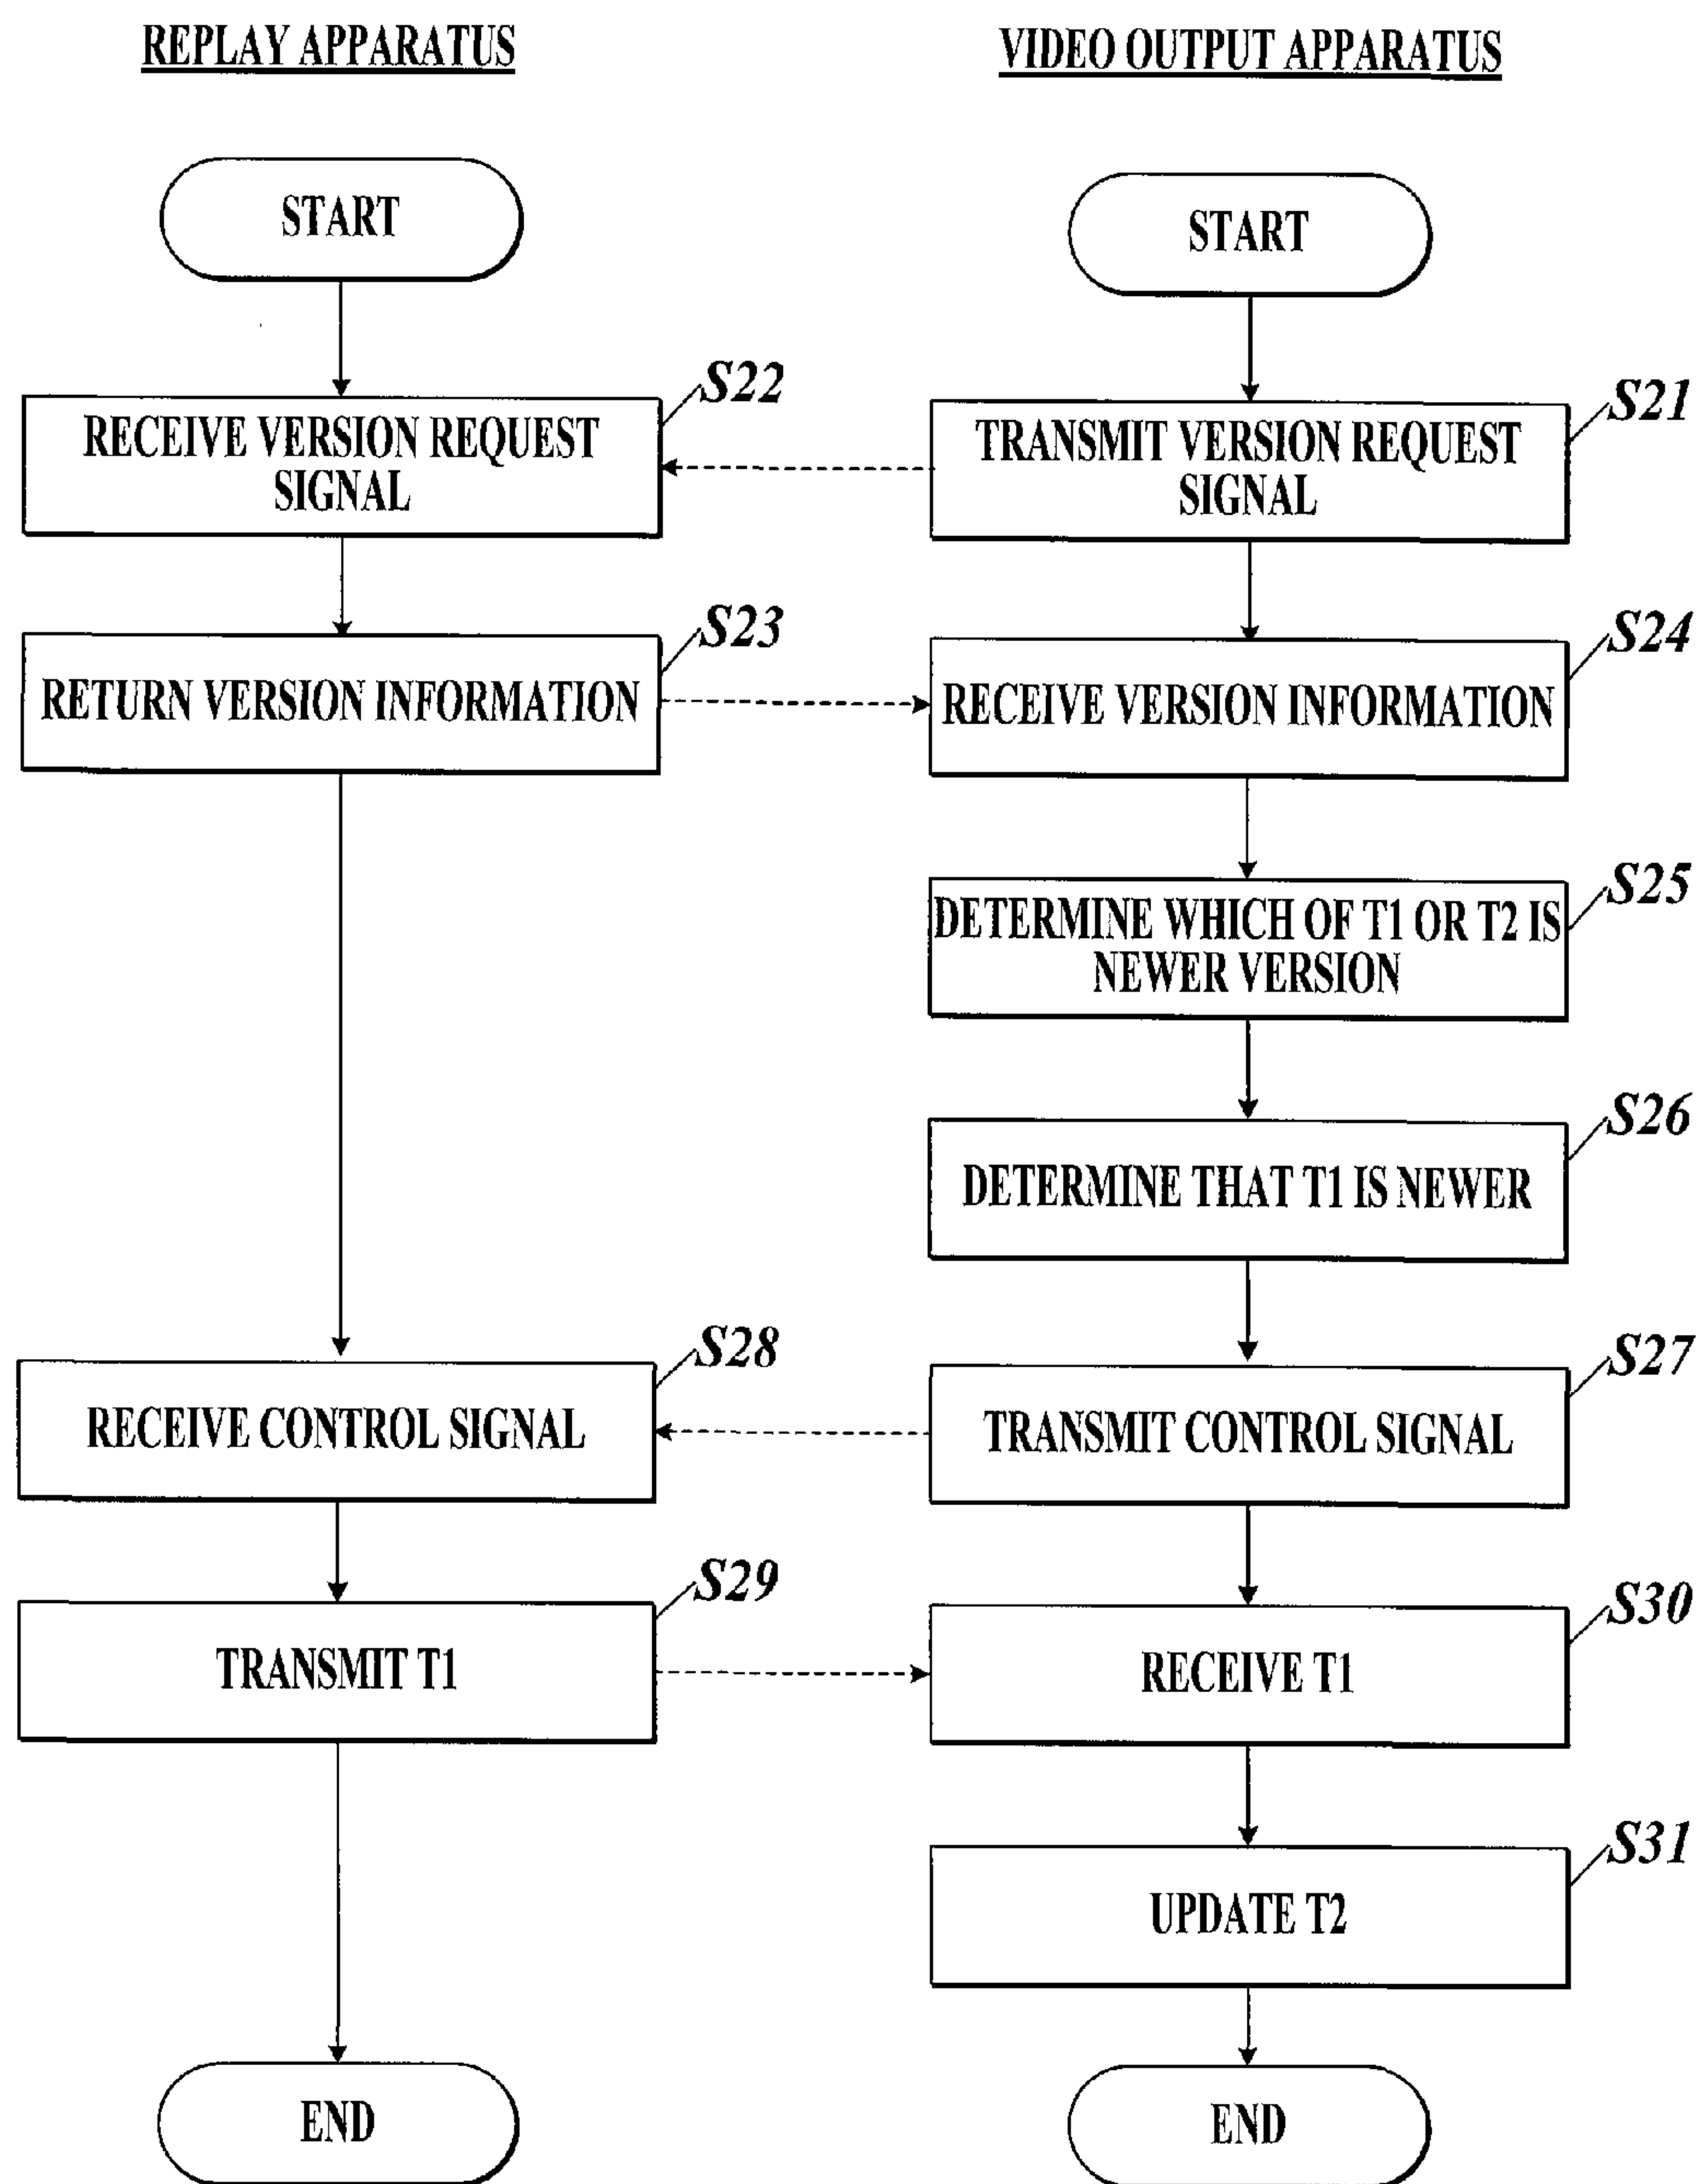 REPLAY APPARATUS
VIDEO OUTPUT APPARATUS
START
START
S22
RECEIVE VERSION REQUEST
SIGNAL
S21
TRANSMIT VERSION REQUEST
SIGNAL
S23
RETURN VERSION INFORMATION
S24
RECEIVE VERSION INFORMATION
S25
DETERMINE WHICH OF T1 OR T2 IS
NEWER VERSION
S26
DETERMINE THAT T1 IS NEWER
S28
RECEIVE CONTROL SIGNAL
S27
TRANSMIT CONTROL SIGNAL
S29
TRANSMIT T1
S30
RECEIVE T1
S31
UPDATE T2
END
END